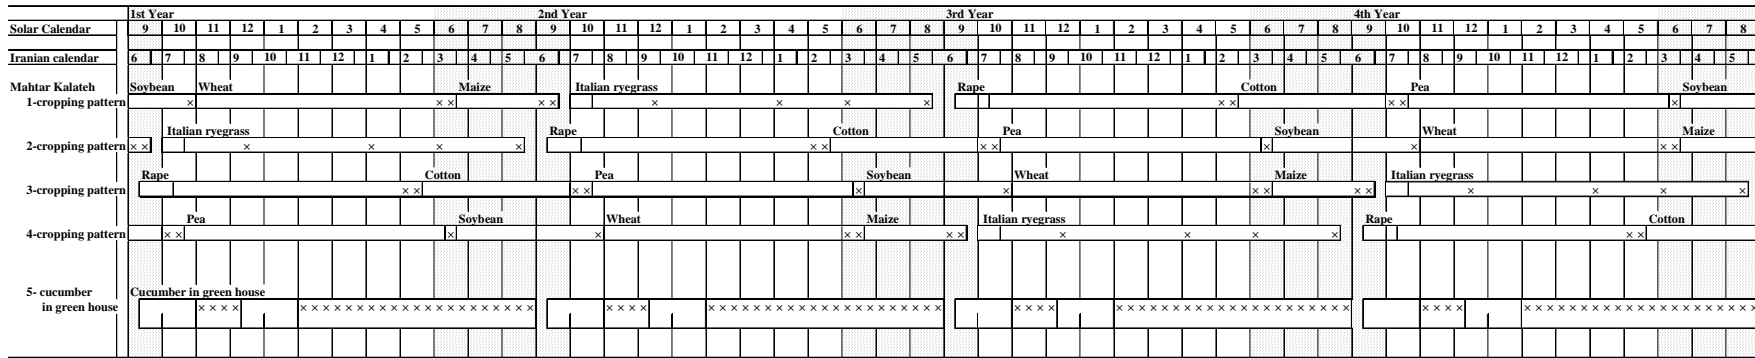 1st Year 2nd Year 3rd Year 4th Year
Solar Calendar 9 10 11 12 1 2 3 4 5 6 7 8 9 10 11 12 1 2 3 4 5 6 7 8 9 10 11 12 1 2 3 4 5 6 7 8 9 10 11 12 1 2 3 4 5 6 7 8
Iranian calendar 6 7 8 9 10 11 12 1 2 3 4 5 6 7 8 9 10 11 12 1 2 3 4 5 6 7 8 9 10 11 12 1 2 3 4 5 6 7 8 9 10 11 12 1 2 3 4 5
Mahtar Kalateh Soybean Wheat Maize Italian ryegrass Rape Cotton Pea Soybean
1-cropping pattern × × × × × × × × × × × × × ×
Italian ryegrass Rape Cotton Pea Soybean Wheat Maize
2-cropping pattern × × × × × × × × × × × × × ×
Rape Cotton Pea Soybean Wheat Maize Italian ryegrass
3-cropping pattern × × × × × × × × × × × × × ×
Pea Soybean Wheat Maize Italian ryegrass Rape Cotton
4-cropping pattern × × × × × × × × × × × × × ×
5- cucumber Cucumber in green house
in green house × × × × × × × × × × × × × × × × × × × × × × × × × × × × × × × × × × × × × × × × × × × × × × × × × × × × × × × × × × × × × × × × × × × × × × × × × × × × × × × × × × × × × × × × × × × × × × × ×